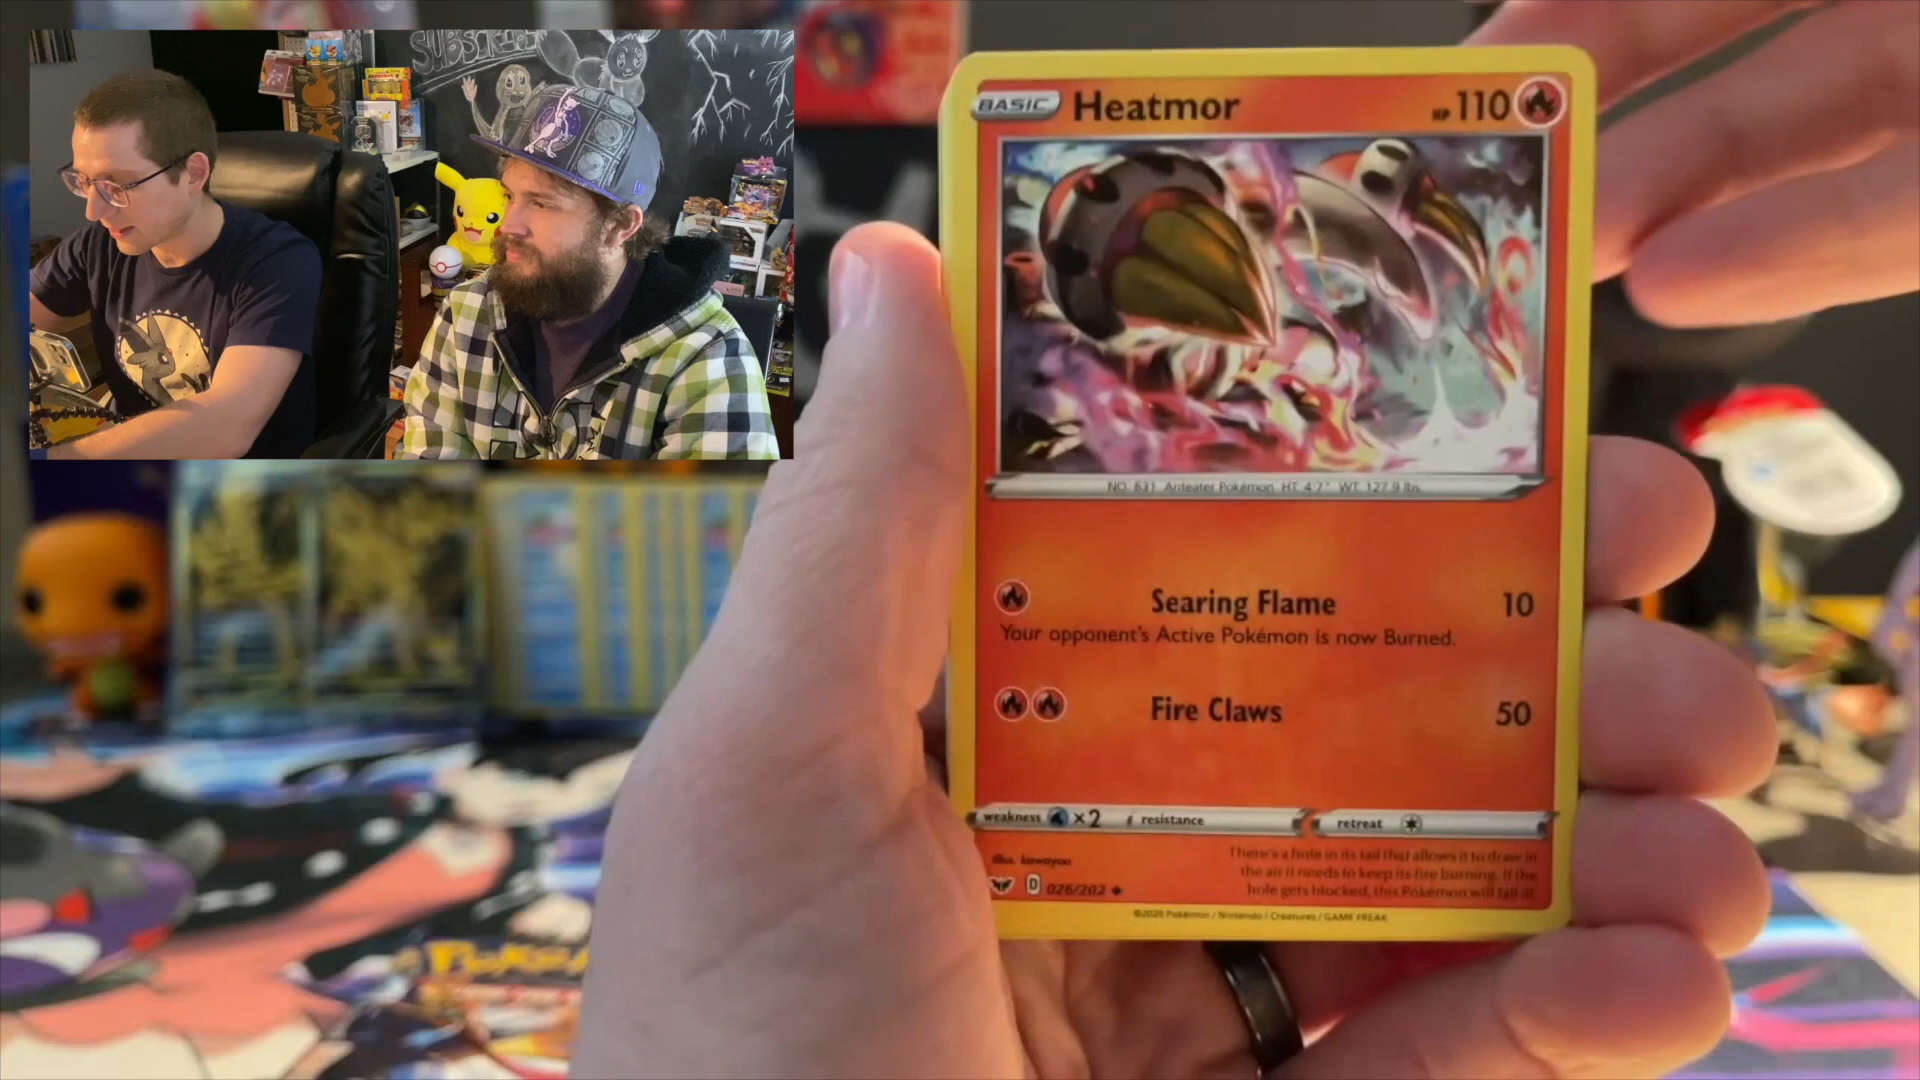 SUBSCRIBE
BASIC Heatmor HP 110
NO. 631 Anteater Pokémon HT: 4'7" WT: 127.9 lbs.
Searing Flame 10
Your opponent's Active Pokémon is now Burned.
Fire Claws 50
weakness ×2 resistance retreat
illus. kawayoo
There's a hole in its tail that allows it to draw in
D 026/202
the air it needs to keep its fire burning. If the
hole gets blocked, this Pokémon will fall ill.
©2020 Pokémon / Nintendo / Creatures / GAME FREAK